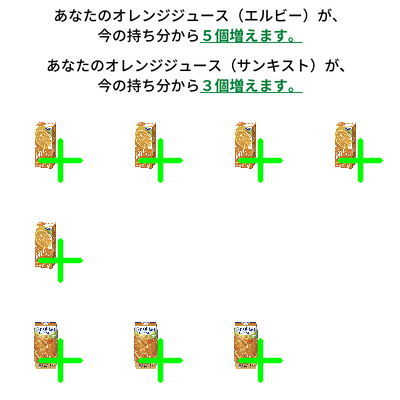 あなたのオレンジジュース（エルビー）が、
今の持ち分から５個増えます。
あなたのオレンジジュース（サンキスト）が、
今の持ち分から３個増えます。